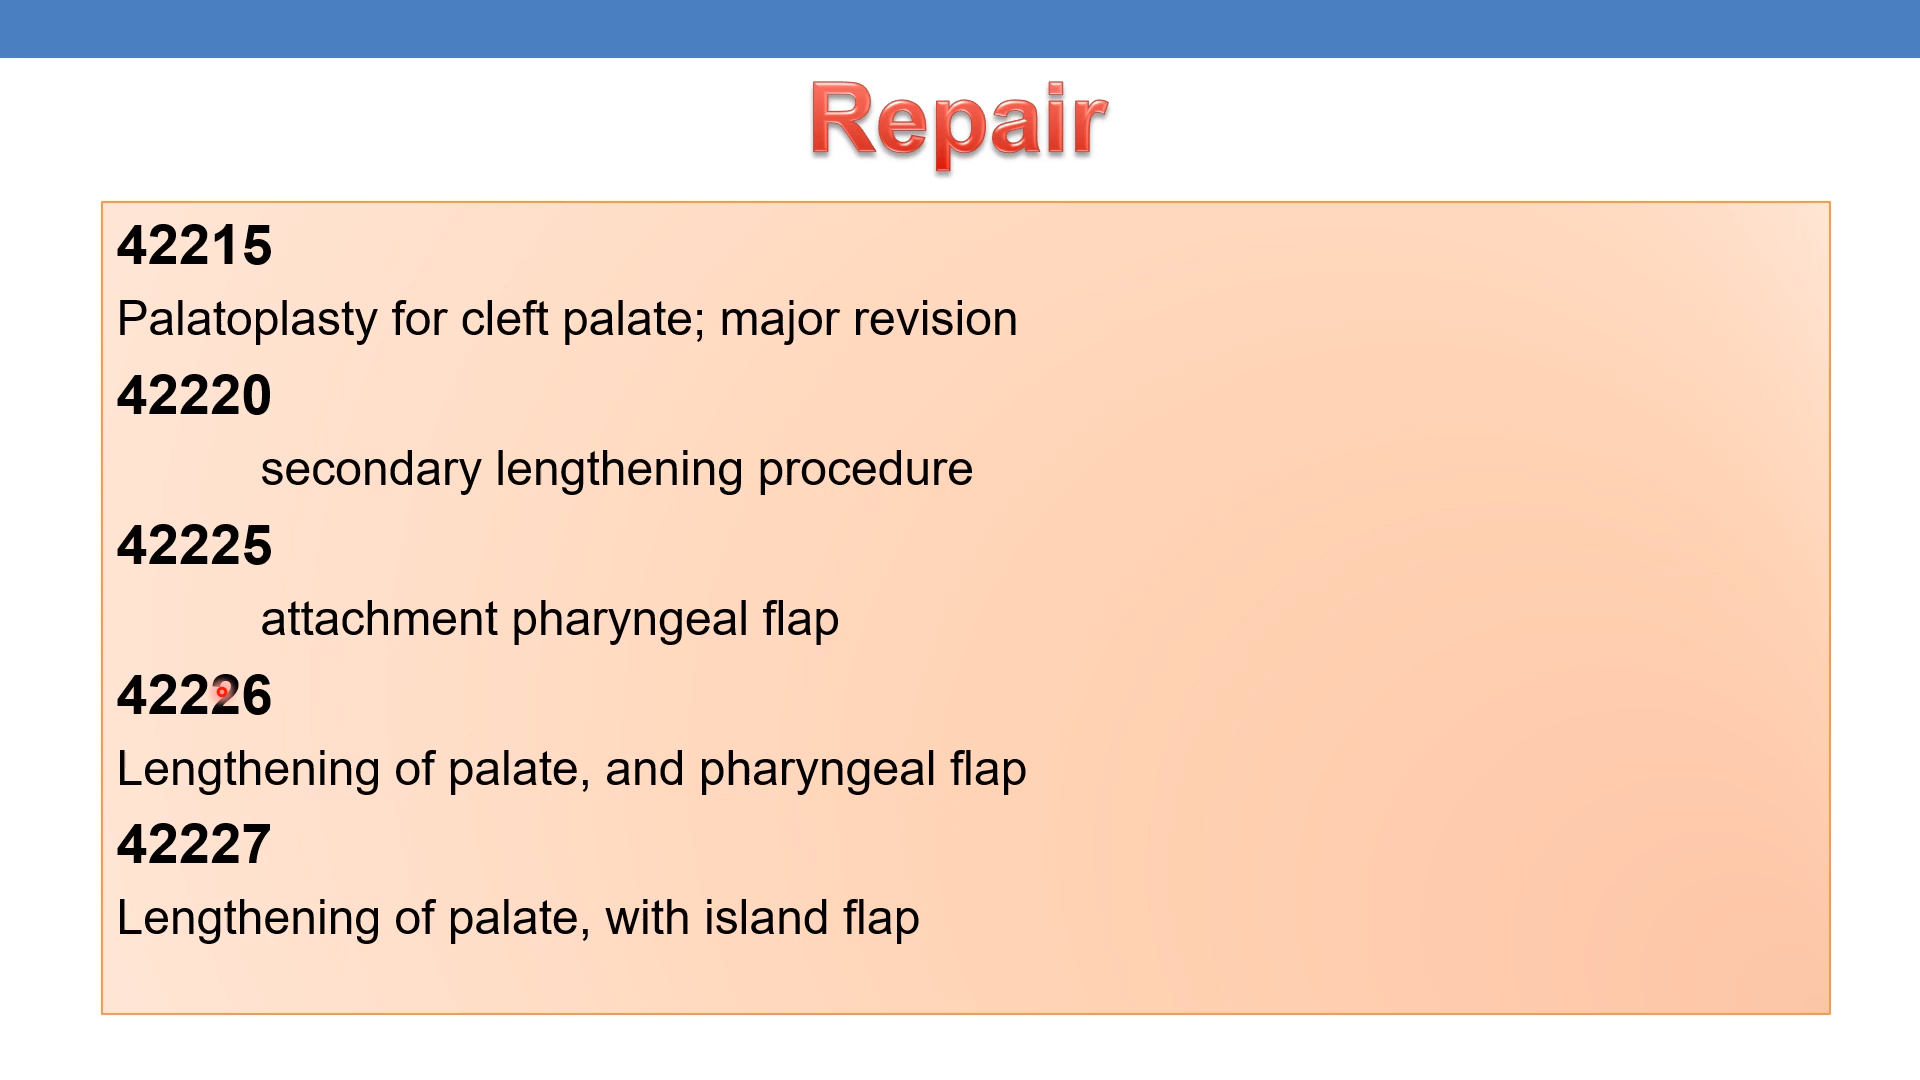 Repair
42215
Palatoplasty for cleft palate; major revision
42220
secondary lengthening procedure
42225
attachment pharyngeal flap
42226
Lengthening of palate, and pharyngeal flap
42227
Lengthening of palate, with island flap